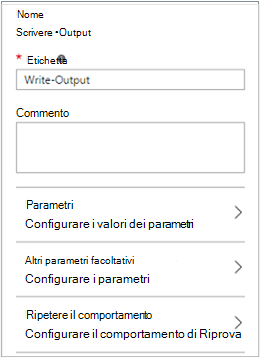 Nome
Scrivere •Output
* Etichetta
Write-Output
Commento
Parametri
Configurare i valori dei parametri
Altri parametri facoltativi
Configurare i parametri
Ripetere il comportamento
Configurare il comportamento di Riprova